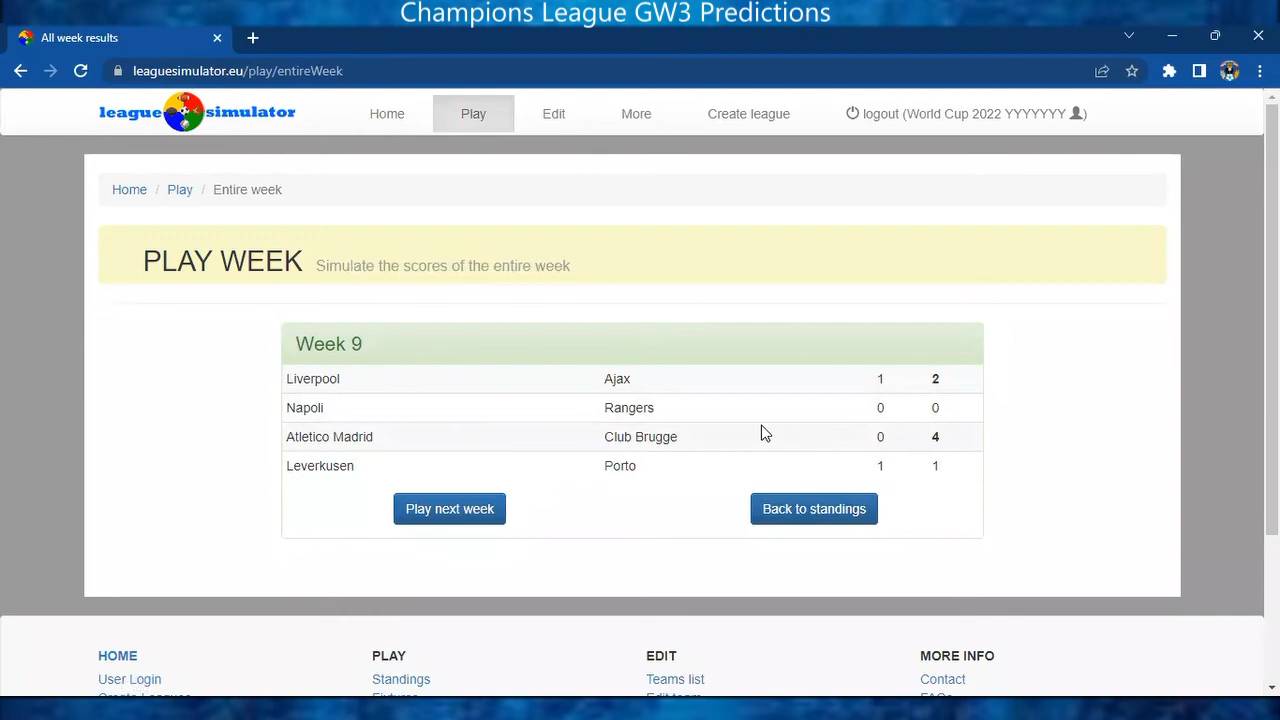 Champions League GW3 Predictions
All week results
leaguesimulator.eu/play/entireWeek
league simulator
Home Play Edit More Create league logout (World Cup 2022 YYYYYYY )
Home / Play / Entire week
PLAY WEEK Simulate the scores of the entire week
Week 9
Liverpool Ajax 1 2
Napoli Rangers 0 0
Atletico Madrid Club Brugge 0 4
Leverkusen Porto 1 1
Play next week Back to standings
HOME PLAY EDIT MORE INFO
User Login Standings Teams list Contact